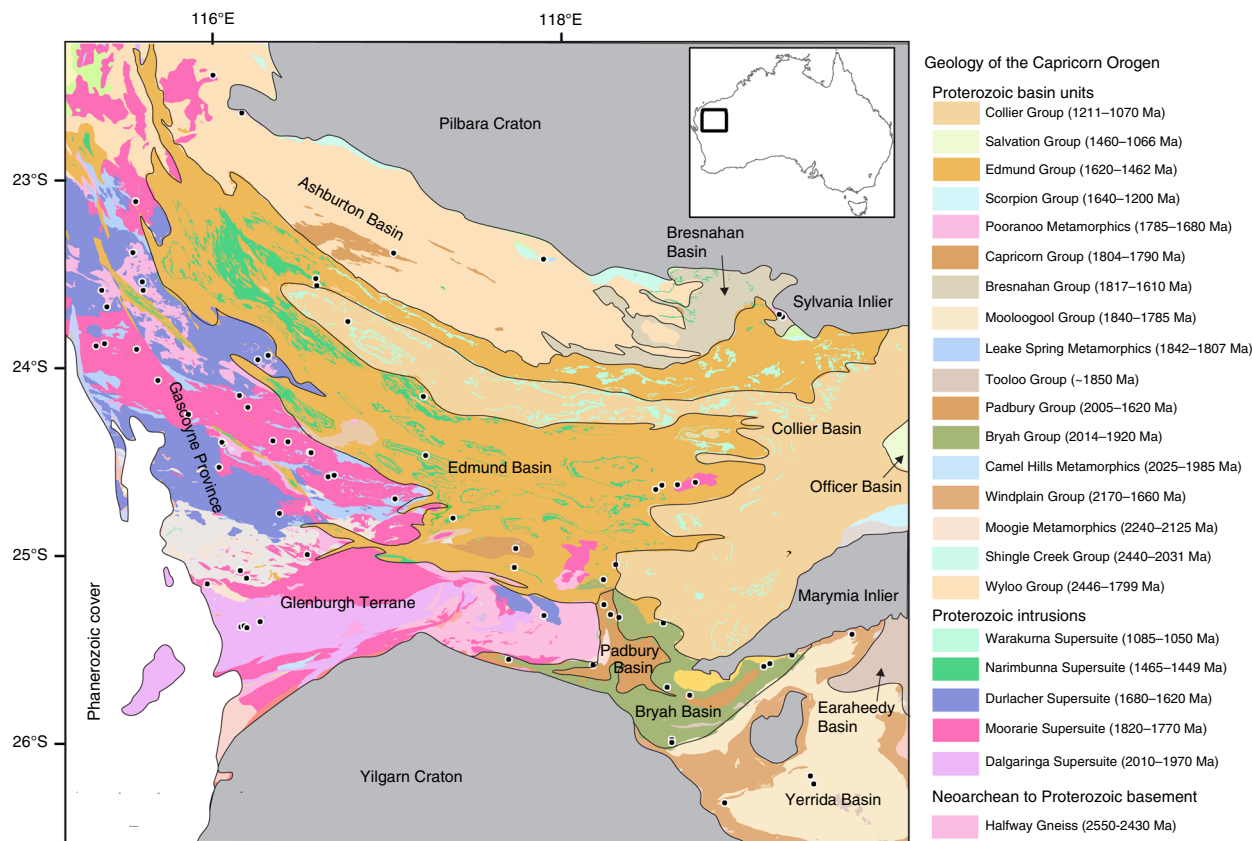 116°E
118°E
23°S
24°S
25°S
26°S
Pilbara Craton
Ashburton Basin
Bresnahan
Basin
Sylvania Inlier
Gascoyne Province
Edmund Basin
Collier Basin
Officer Basin
Glenburgh Terrane
Marymia Inlier
Phanerozoic cover
Padbury
Basin
Bryah Basin
Earaheedy
Basin
Yilgarn Craton
Yerrida Basin
Geology of the Capricorn Orogen
Proterozoic basin units
Collier Group (1211–1070 Ma)
Salvation Group (1460–1066 Ma)
Edmund Group (1620–1462 Ma)
Scorpion Group (1640–1200 Ma)
Pooranoo Metamorphics (1785–1680 Ma)
Capricorn Group (1804–1790 Ma)
Bresnahan Group (1817–1610 Ma)
Mooloogool Group (1840–1785 Ma)
Leake Spring Metamorphics (1842–1807 Ma)
Tooloo Group (~1850 Ma)
Padbury Group (2005–1620 Ma)
Bryah Group (2014–1920 Ma)
Camel Hills Metamorphics (2025–1985 Ma)
Windplain Group (2170–1660 Ma)
Moogie Metamorphics (2240–2125 Ma)
Shingle Creek Group (2440–2031 Ma)
Wyloo Group (2446–1799 Ma)
Proterozoic intrusions
Warakurna Supersuite (1085–1050 Ma)
Narimbunna Supersuite (1465–1449 Ma)
Durlacher Supersuite (1680–1620 Ma)
Moorarie Supersuite (1820–1770 Ma)
Dalgaringa Supersuite (2010–1970 Ma)
Neoarchean to Proterozoic basement
Halfway Gneiss (2550-2430 Ma)